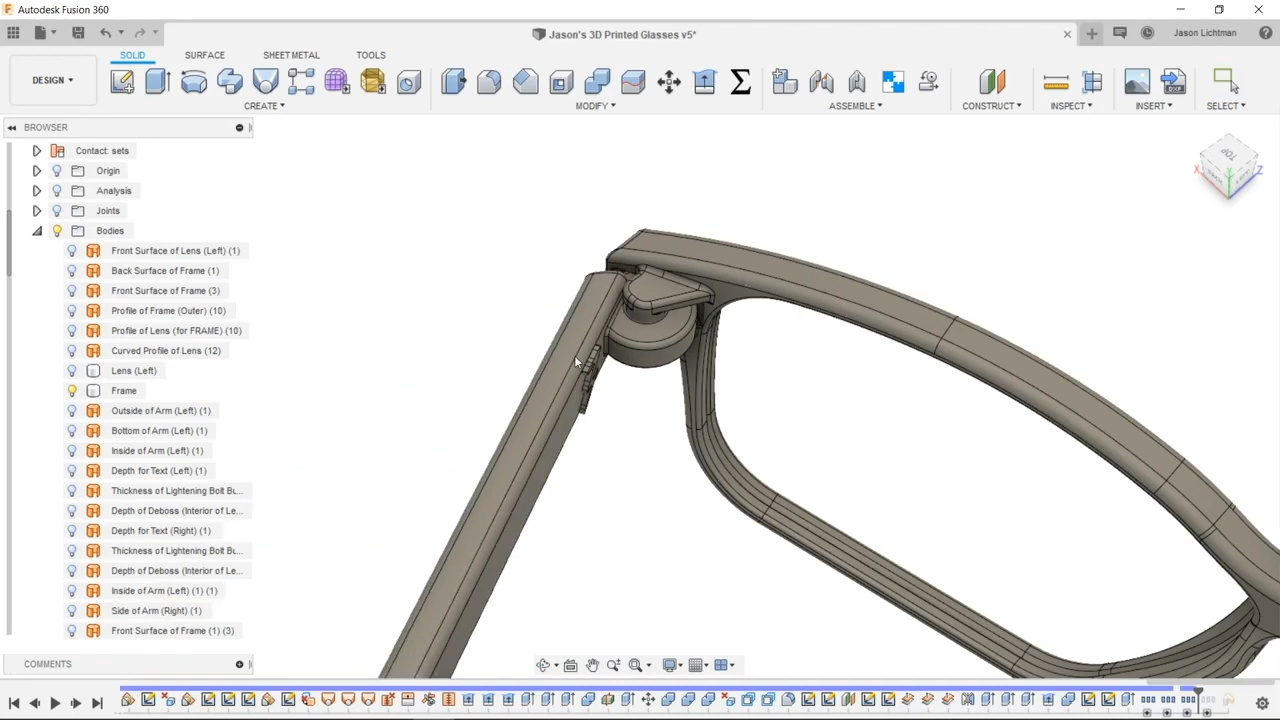 Autodesk Fusion 360
Jason's 3D Printed Glasses v5*
Jason Lichtman
DESIGN
SOLID SURFACE SHEET METAL TOOLS
CREATE MODIFY ASSEMBLE CONSTRUCT INSPECT INSERT SELECT
BROWSER
Contact: sets
Origin
Analysis
Joints
Bodies
Front Surface of Lens (Left) (1)
Back Surface of Frame (1)
Front Surface of Frame (3)
Profile of Frame (Outer) (10)
Profile of Lens (for FRAME) (10)
Curved Profile of Lens (12)
Lens (Left)
Frame
Outside of Arm (Left) (1)
Bottom of Arm (Left) (1)
Inside of Arm (Left) (1)
Depth for Text (Left) (1)
Thickness of Lightening Bolt Bu...
Depth of Deboss (Interior of Le...
Depth for Text (Right) (1)
Thickness of Lightening Bolt Bu...
Depth of Deboss (Interior of Le...
Inside of Arm (Left) (1) (1)
Side of Arm (Right) (1)
Front Surface of Frame (1) (3)
COMMENTS
TOP
X
Y
Z